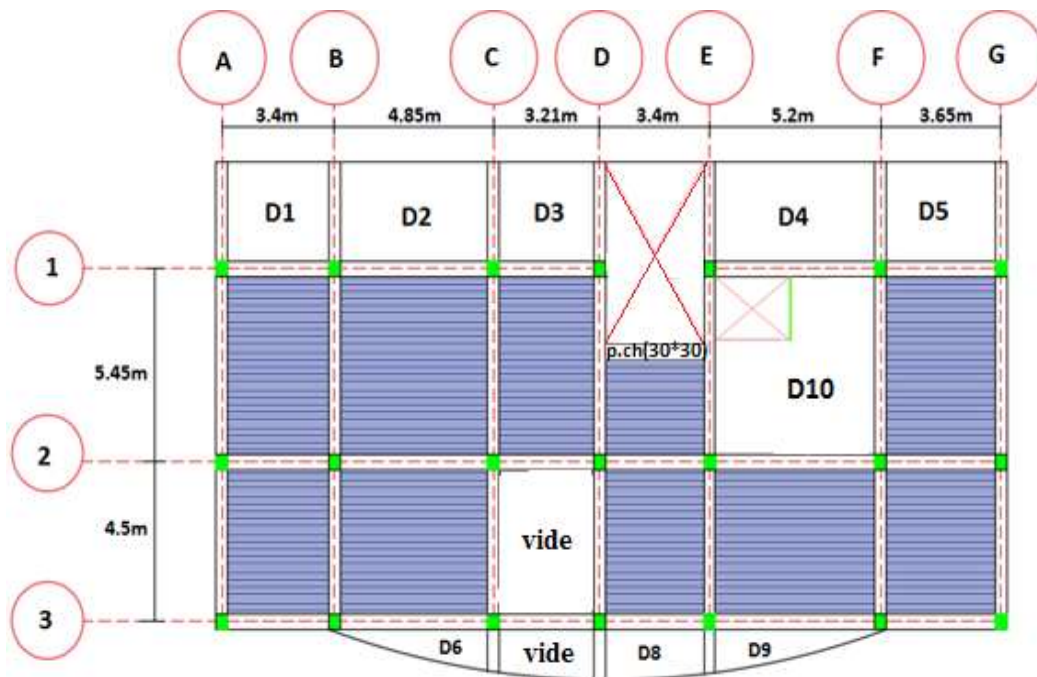 A B C D E F G
3.4m 4.85m 3.21m 3.4m 5.2m 3.65m
D1 D2 D3 D4 D5
1
p.ch(30*30)
5.45m
D10
2
4.5m
vide
3
D6 vide D8 D9